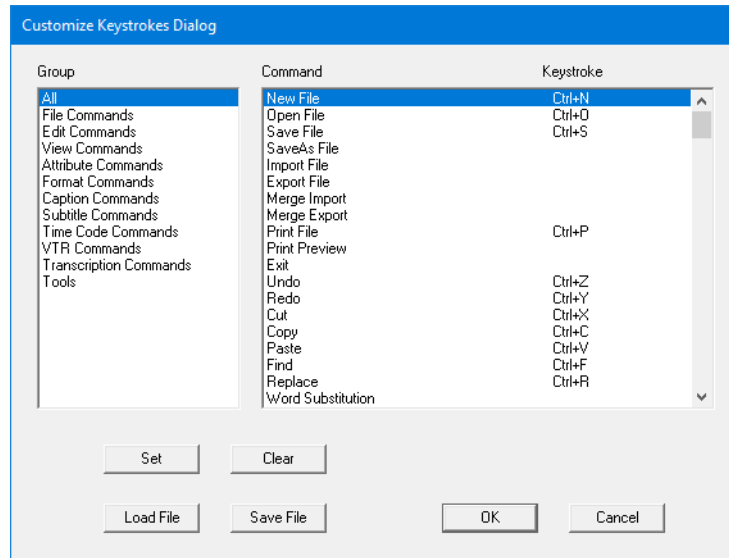 Customize Keystrokes Dialog
Group
All
File Commands
Edit Commands
View Commands
Attribute Commands
Format Commands
Caption Commands
Subtitle Commands
Time Code Commands
VTR Commands
Transcription Commands
Tools
Command Keystroke
New File Ctrl+N
Open File Ctrl+O
Save File Ctrl+S
SaveAs File
Import File
Export File
Merge Import
Merge Export
Print File Ctrl+P
Print Preview
Exit
Undo Ctrl+Z
Redo Ctrl+Y
Cut Ctrl+X
Copy Ctrl+C
Paste Ctrl+V
Find Ctrl+F
Replace Ctrl+R
Word Substitution
Set Clear
Load File Save File OK Cancel